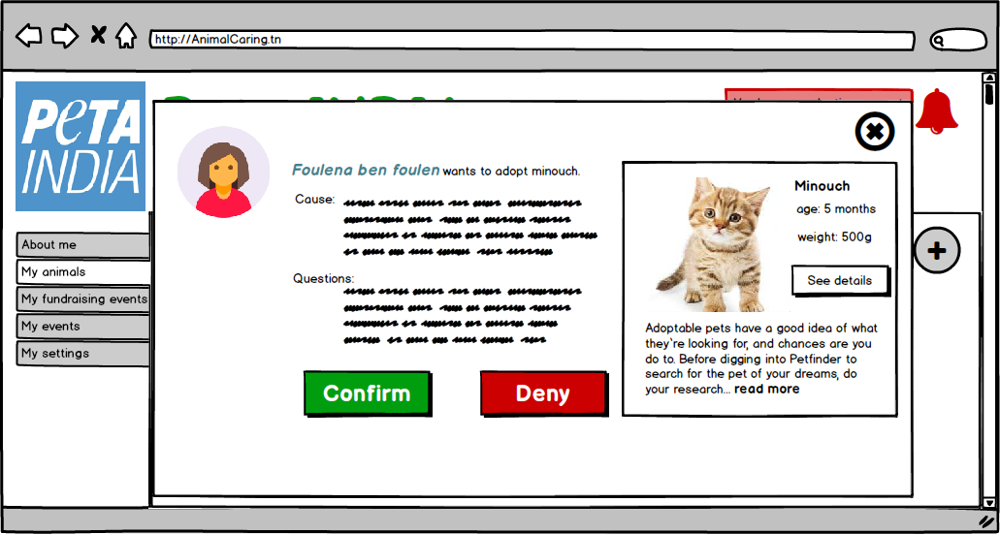 http://AnimalCaring.tn
PeTA
INDIA
About me
My animals
My fundraising events
My events
My settings
Foulena ben foulen wants to adopt minouch.
Cause:
Questions:
Confirm
Deny
Minouch
age: 5 months
weight: 500g
See details
Adoptable pets have a good idea of what
they`re looking for, and chances are you
do to. Before digging into Petfinder to
search for the pet of your dreams, do
your research... read more